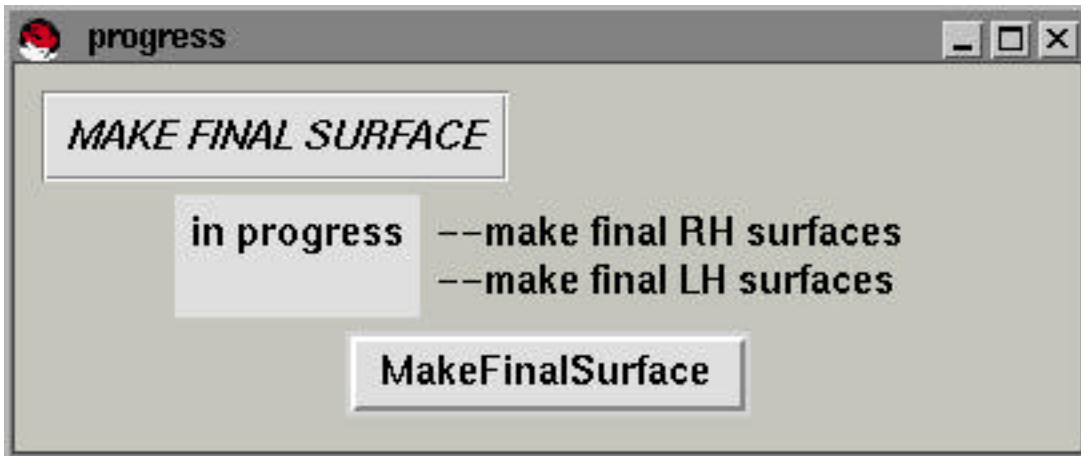 progress
MAKE FINAL SURFACE
in progress --make final RH surfaces
--make final LH surfaces
MakeFinalSurface